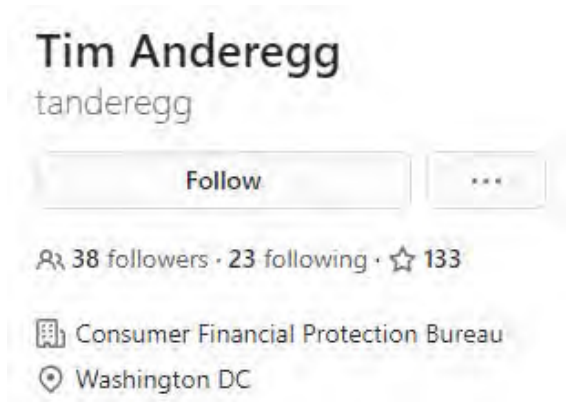 Tim Anderegg
tanderegg
Follow ...
38 followers · 23 following · 133
Consumer Financial Protection Bureau
Washington DC